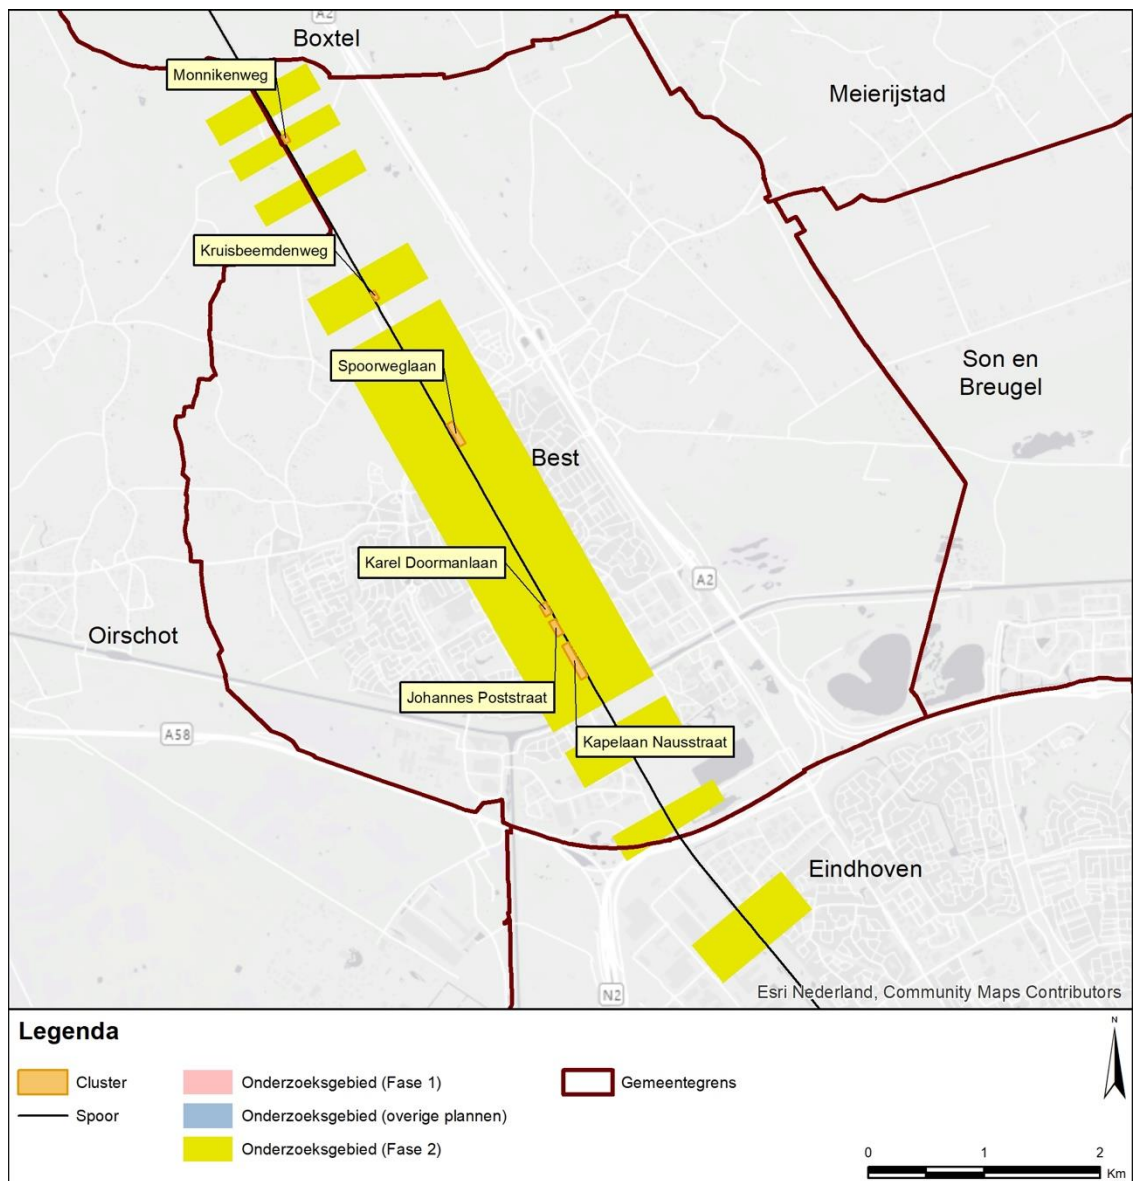 A2
Boxtel
Monnikenweg
Meierijstad
Kruisbeemdenweg
Spoorweglaan
Son en
Breugel
Best
Karel Doormanlaan
A2
Oirschot
Johannes Poststraat
A58
Kapelaan Nausstraat
Eindhoven
N2
Esri Nederland, Community Maps Contributors
Legenda
N
Cluster
Onderzoeksgebied (Fase 1)
Gemeentegrens
Spoor
Onderzoeksgebied (overige plannen)
Onderzoeksgebied (Fase 2)
0 1 2
Km